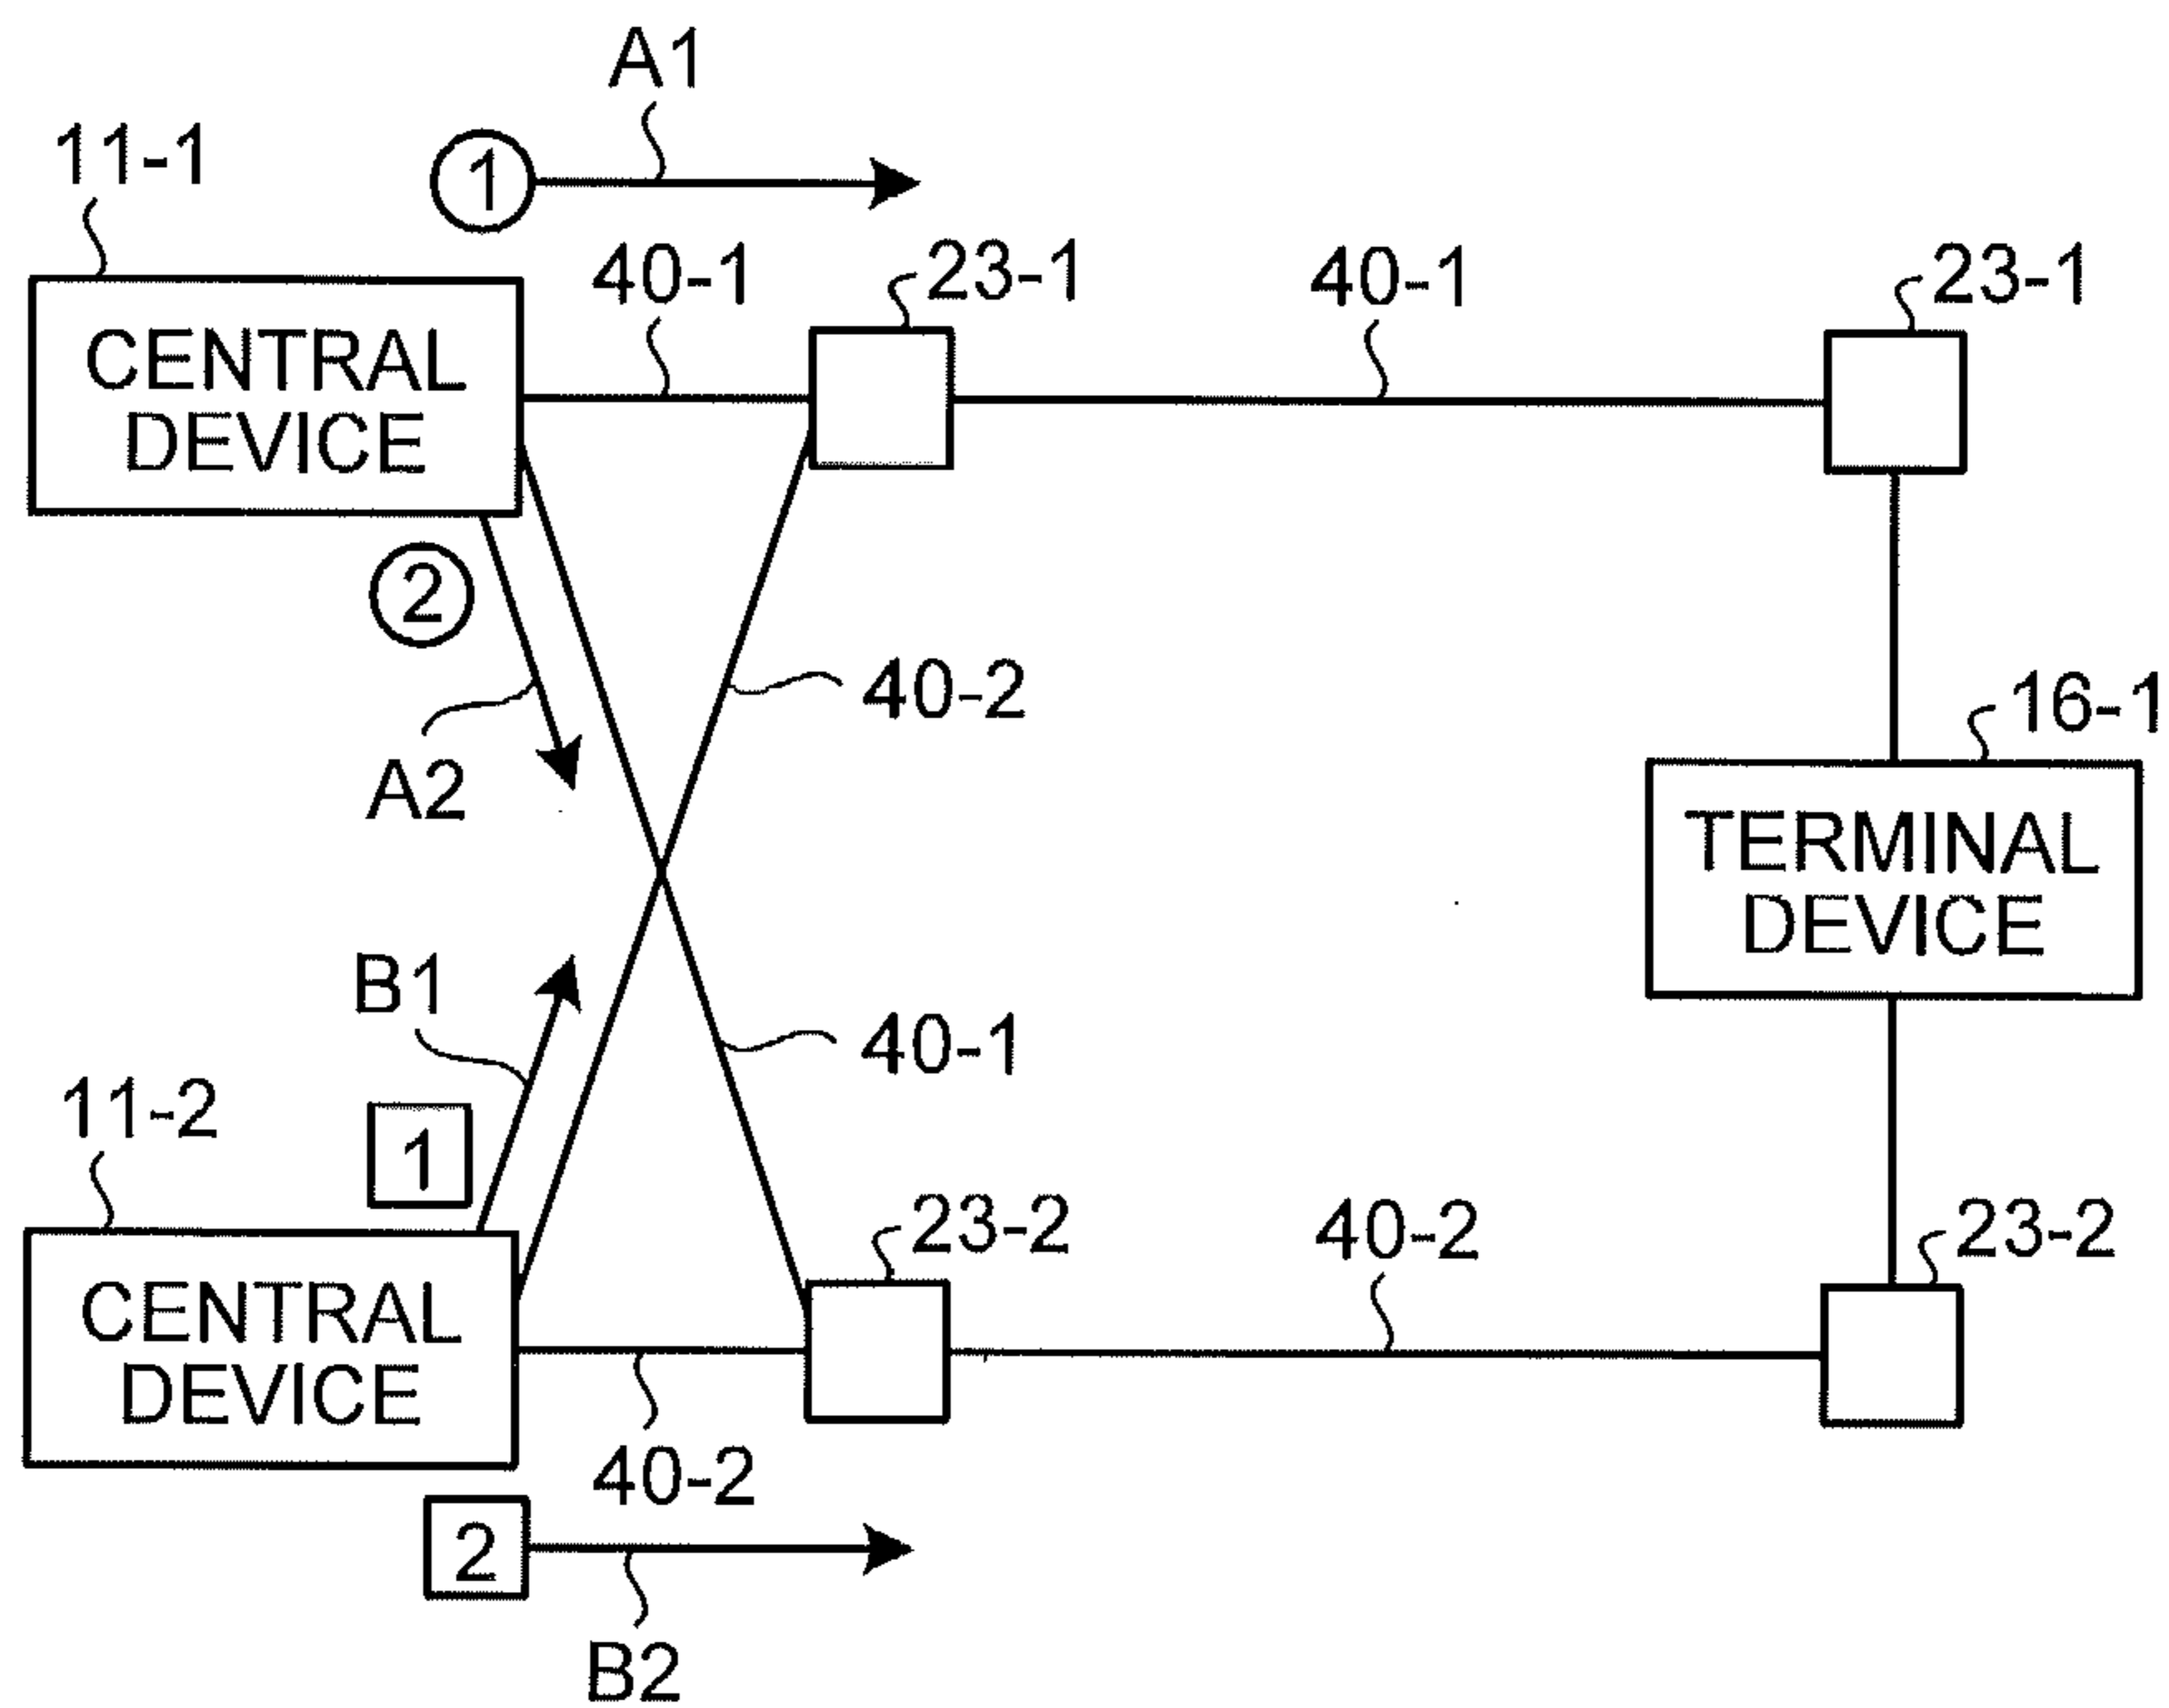 A1
11-1
1
40-1
23-1
40-1
23-1
CENTRAL
DEVICE
2
40-2
16-1
A2
TERMINAL
DEVICE
B1
40-1
11-2
1
23-2
40-2
23-2
CENTRAL
DEVICE
40-2
2
B2